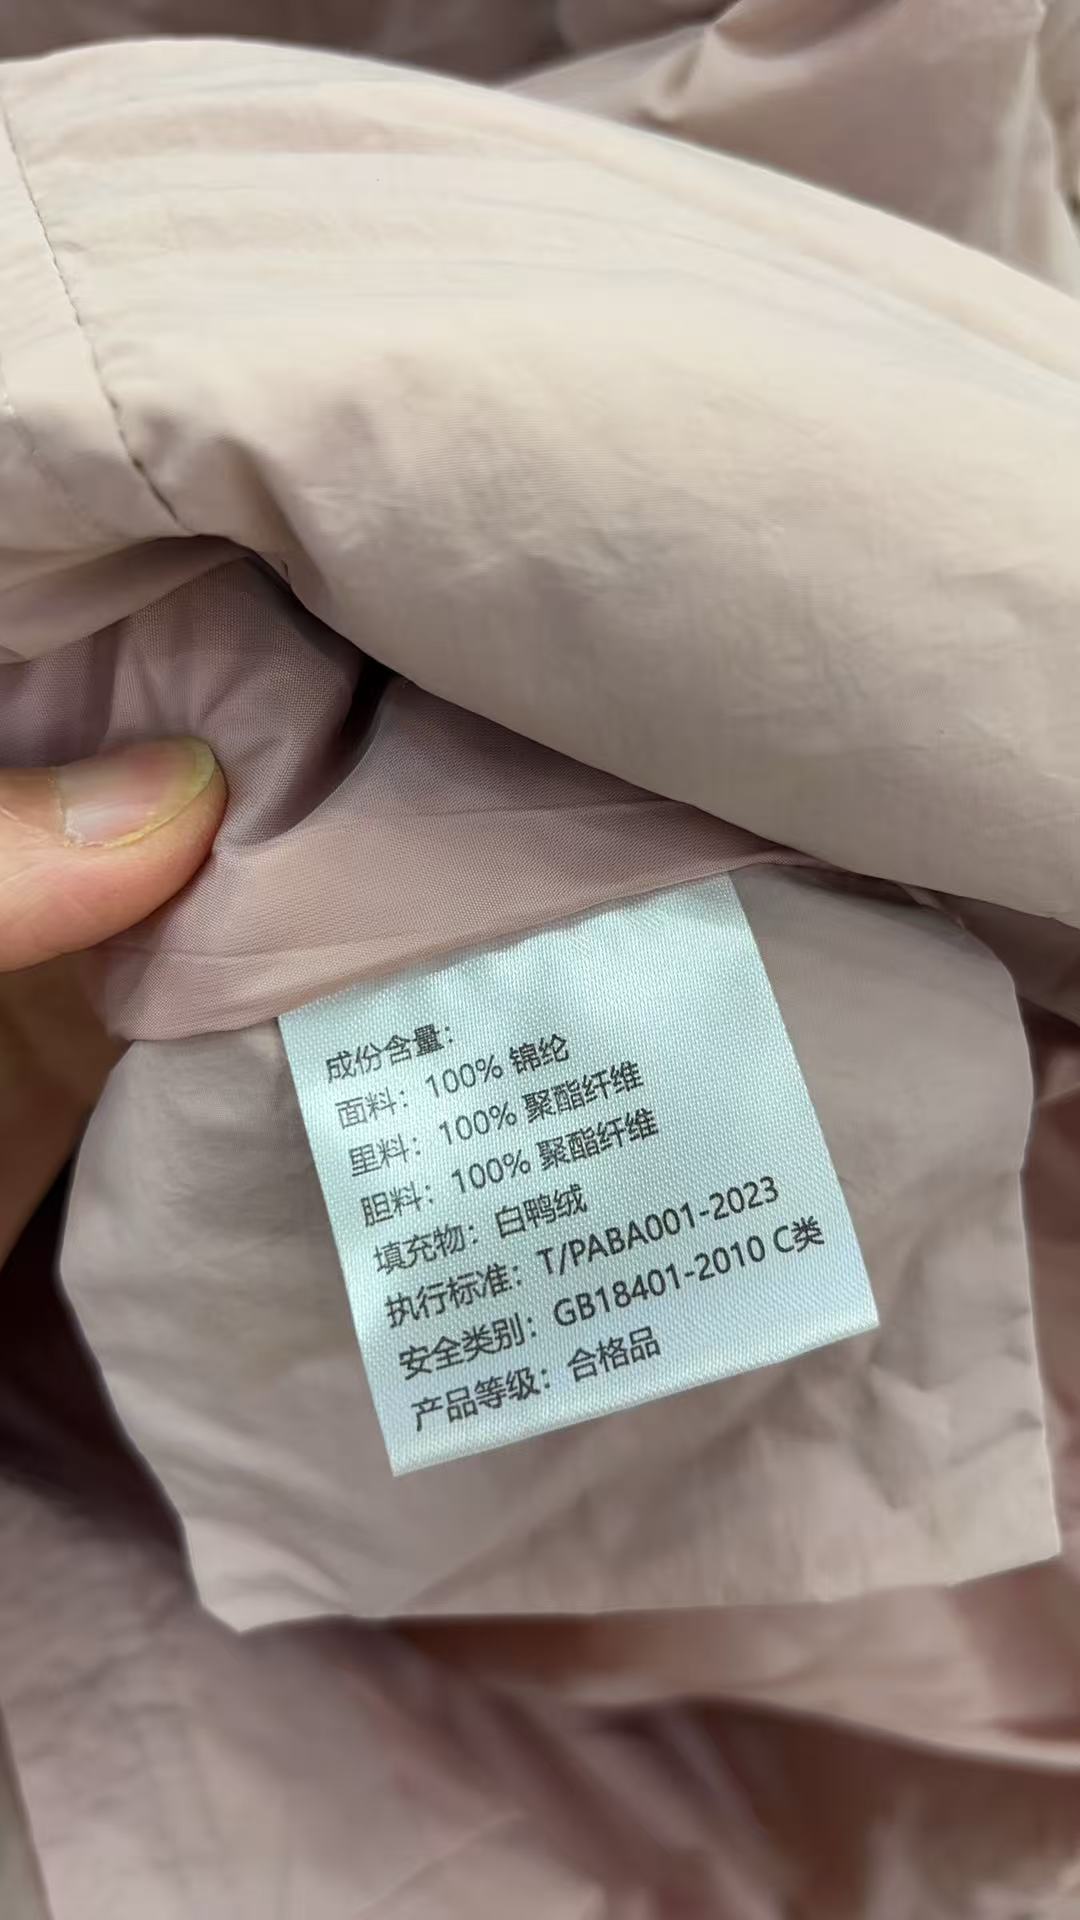 成份含量：
面料：100% 锦纶
里料：100% 聚酯纤维
胆料：100% 聚酯纤维
填充物：白鸭绒
执行标准：T/PABA001-2023
安全类别：GB18401-2010 C类
产品等级：合格品